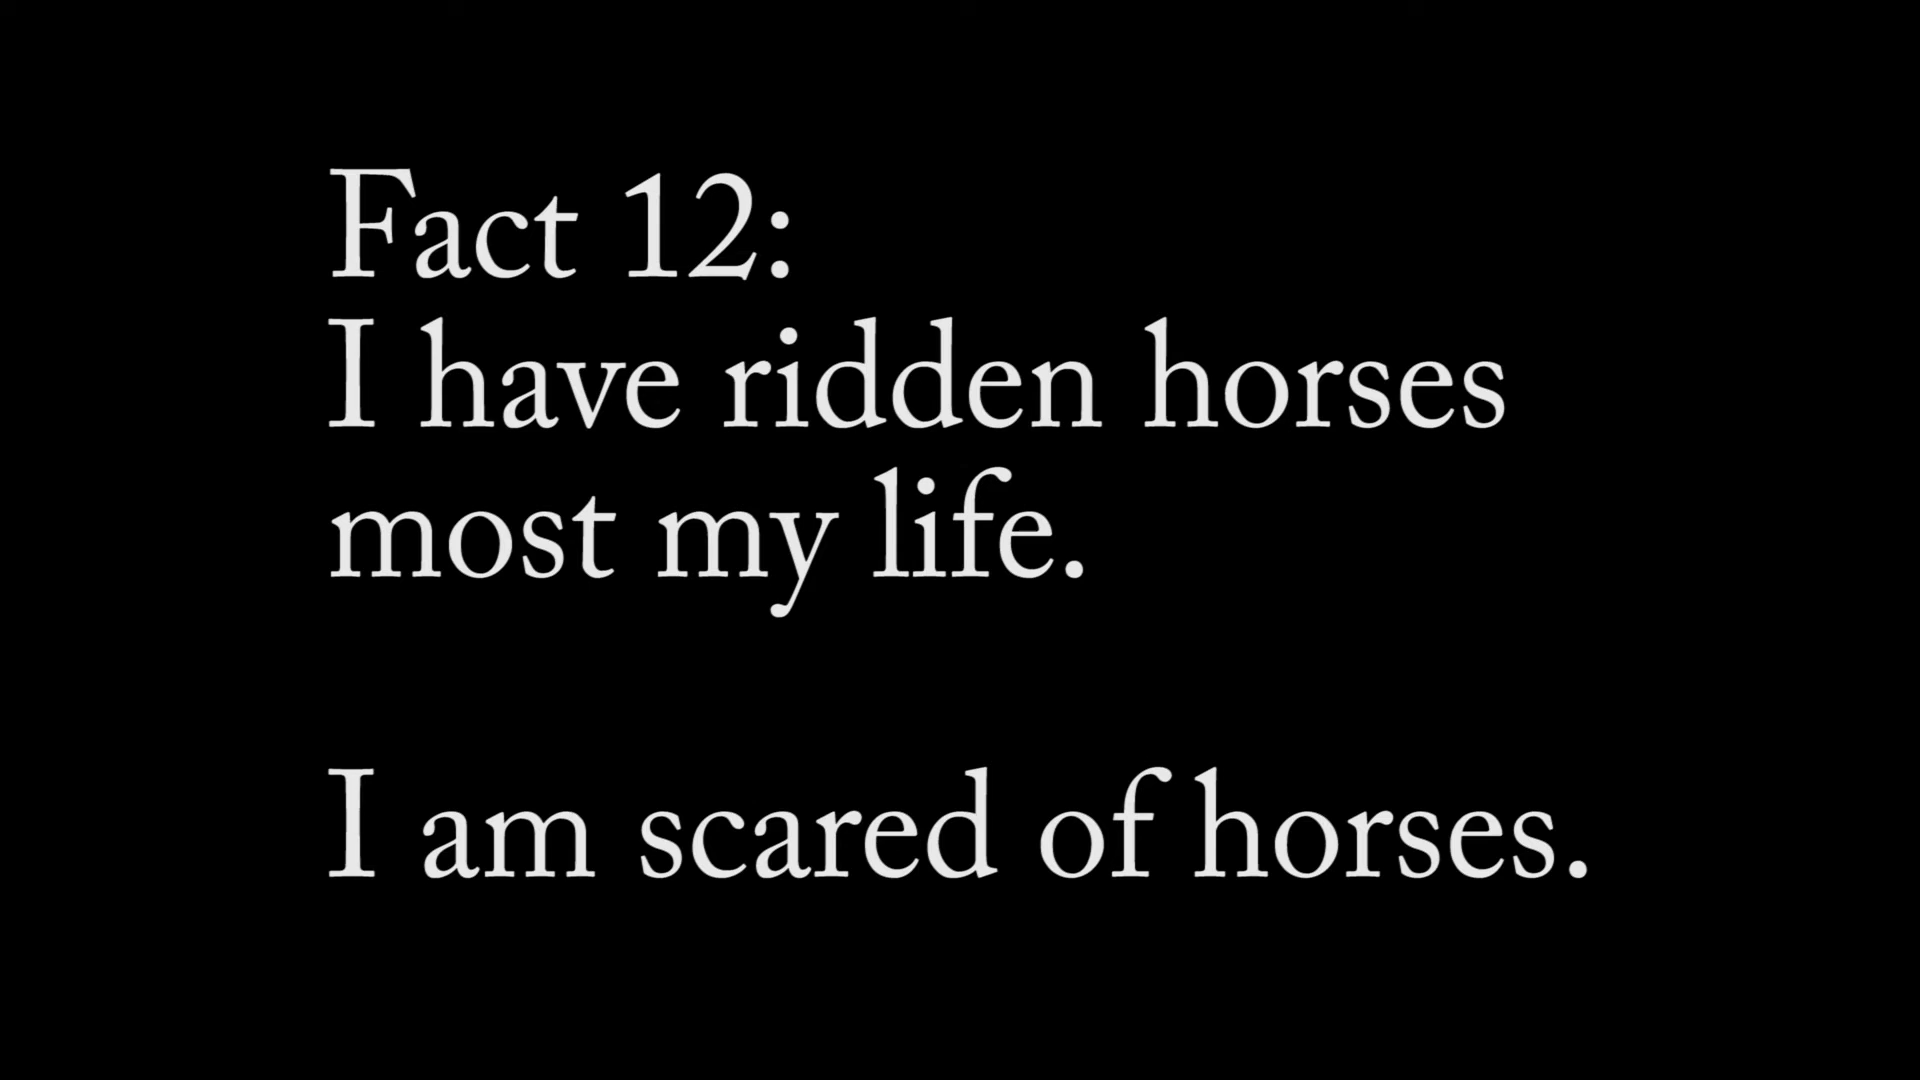 Fact 12:
I have ridden horses
most my life.
I am scared of horses.